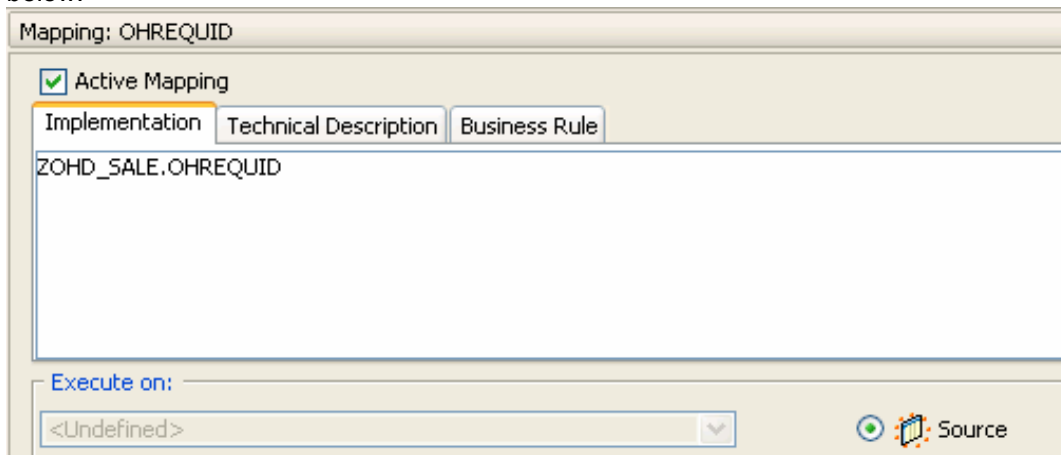 Mapping: OHREQUID
Active Mapping
Implementation Technical Description Business Rule
ZOHD_SALE.OHREQUID
Execute on:
<Undefined> Source